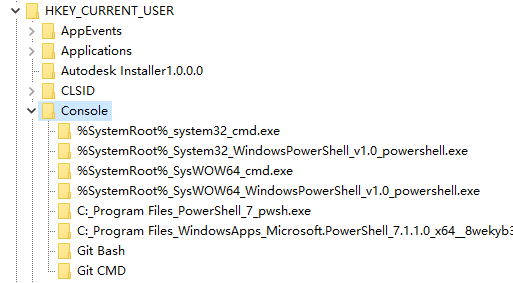 HKEY_CURRENT_USER
AppEvents
Applications
Autodesk Installer1.0.0.0
CLSID
Console
%SystemRoot%_system32_cmd.exe
%SystemRoot%_System32_WindowsPowerShell_v1.0_powershell.exe
%SystemRoot%_SysWOW64_cmd.exe
%SystemRoot%_SysWOW64_WindowsPowerShell_v1.0_powershell.exe
C:_Program Files_PowerShell_7_pwsh.exe
C:_Program Files_WindowsApps_Microsoft.PowerShell_7.1.1.0_x64__8wekyb3
Git Bash
Git CMD